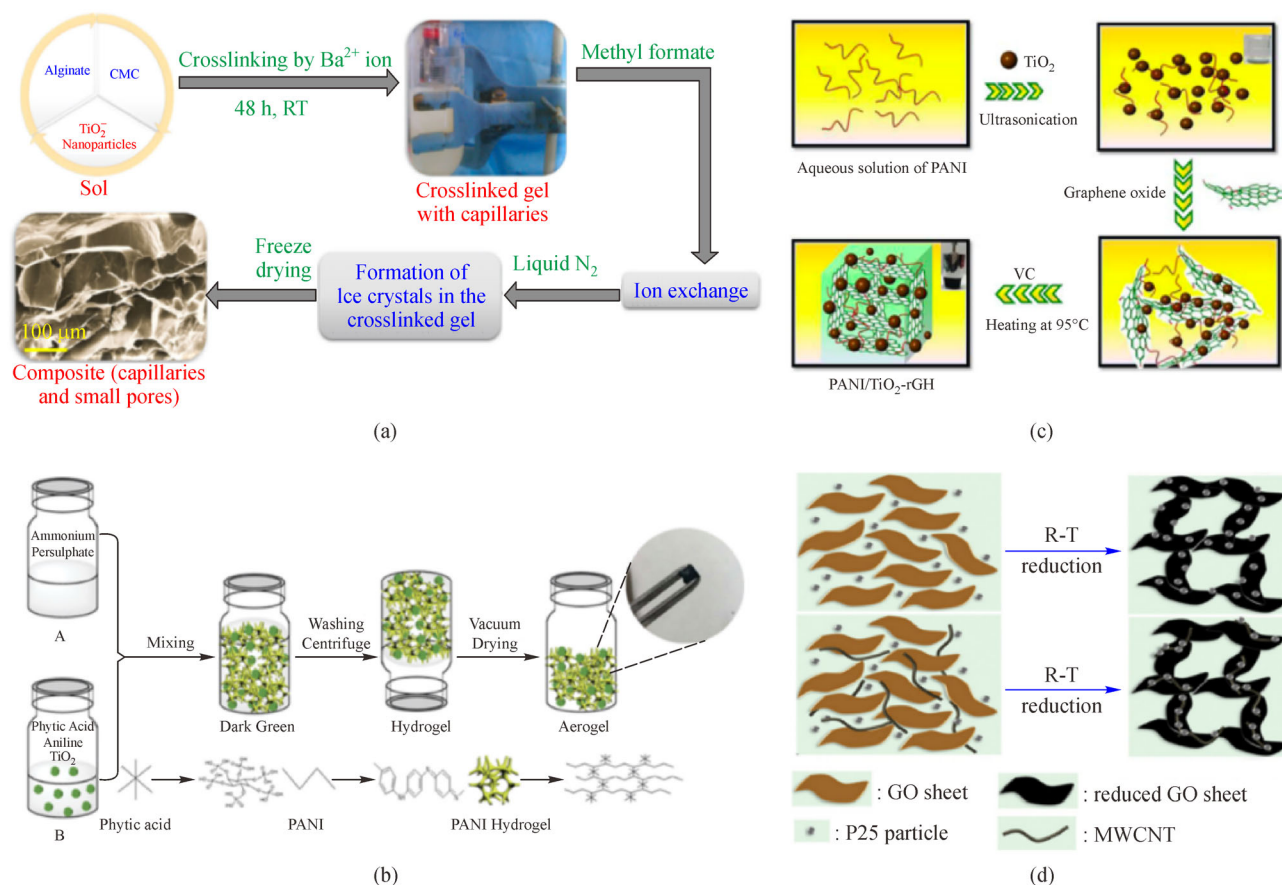 Alginate
CMC
TiO₂⁻
Nanoparticles
Sol
Crosslinking by Ba²⁺ ion
48 h, RT
Crosslinked gel
with capillaries
Methyl formate
Ion exchange
Liquid N₂
Formation of
Ice crystals in the
crosslinked gel
Freeze
drying
100 μm
Composite (capillaries
and small pores)
(a)
Aqueous solution of PANI
TiO₂
Ultrasonication
Graphene oxide
VC
Heating at 95°C
PANI/TiO₂-rGH
(c)
Ammonium
Persulphate
A
Phytic Acid
Aniline
TiO₂
B
Mixing
Dark Green
Washing
Centrifuge
Hydrogel
Vacuum
Drying
Aerogel
Phytic acid
PANI
PANI Hydrogel
(b)
R-T
reduction
R-T
reduction
: GO sheet
: reduced GO sheet
: P25 particle
: MWCNT
(d)